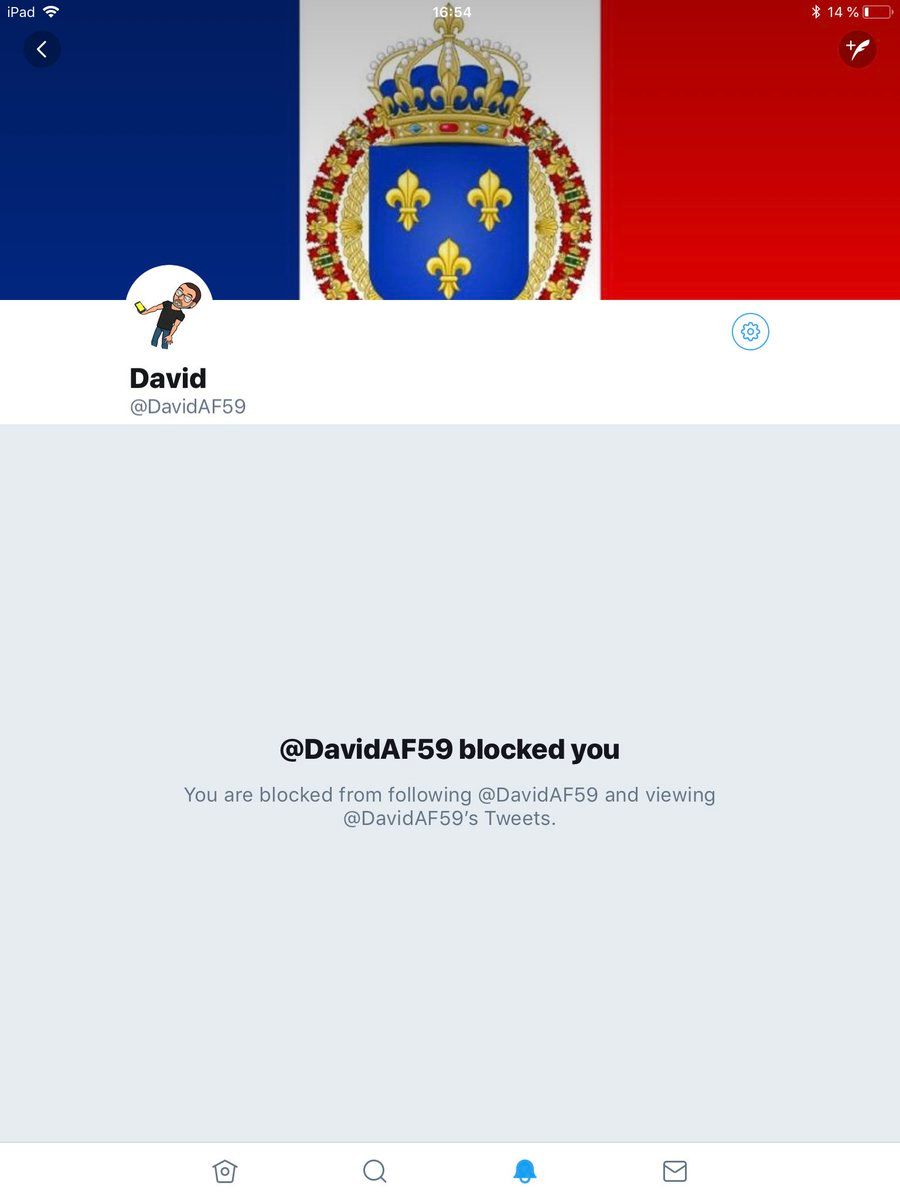 iPad 16:54 14 %
David
@DavidAF59
@DavidAF59 blocked you
You are blocked from following @DavidAF59 and viewing
@DavidAF59’s Tweets.